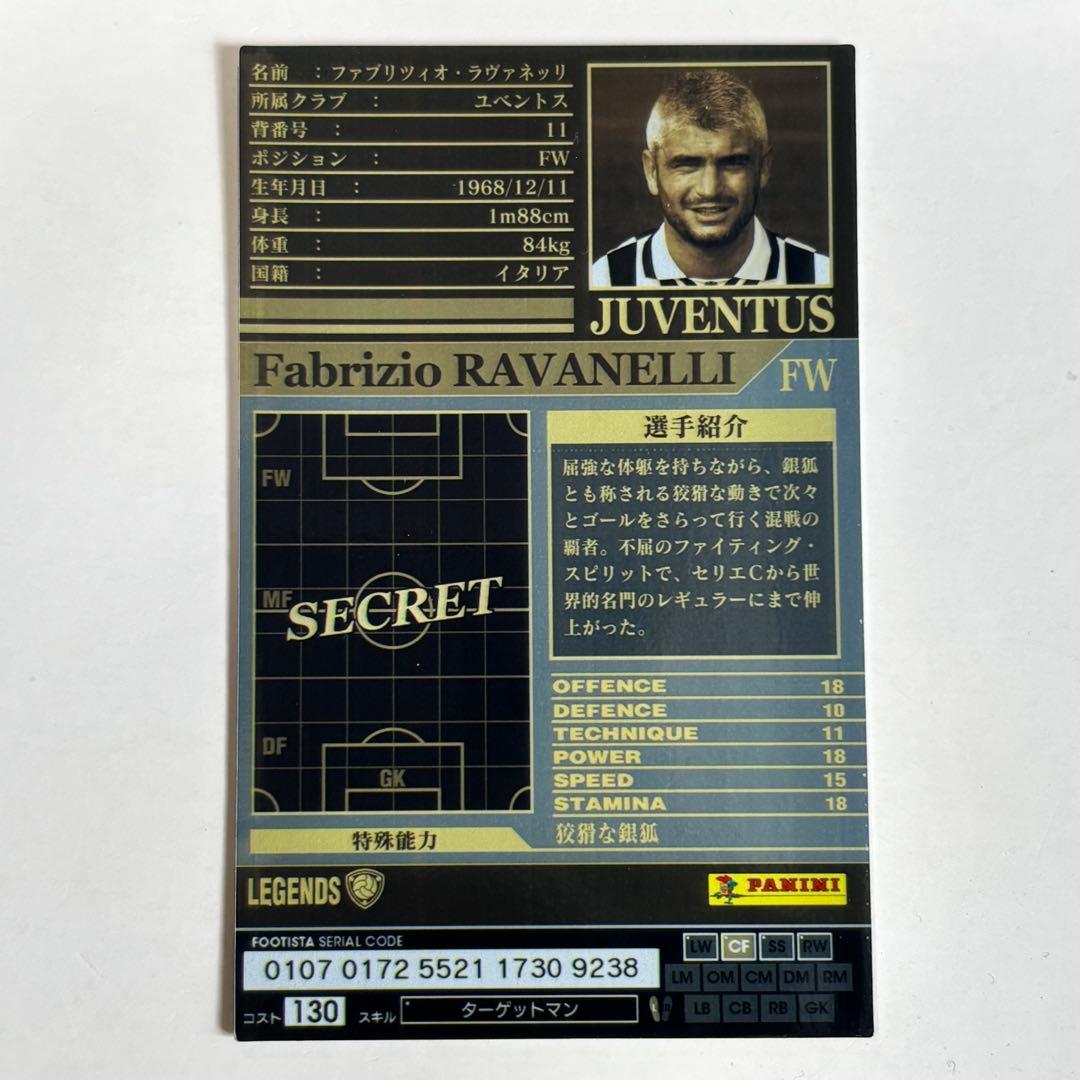 名前 ：ファブリツィオ・ラヴァネッリ
所属クラブ ： ユベントス
背番号 ： 11
ポジション ： FW
生年月日 ： 1968/12/11
身長 ： 1m88cm
体重 ： 84kg
国籍 ： イタリア
JUVENTUS
Fabrizio RAVANELLI FW
FW
MF
SECRET
DF
GK
選手紹介
屈強な体躯を持ちながら、銀狐
とも称される狡猾な動きで次々
とゴールをさらって行く混戦の
覇者。不屈のファイティング・
スピリットで、セリエCから世
界的名門のレギュラーにまで伸
上がった。
OFFENCE 18
DEFENCE 10
TECHNIQUE 11
POWER 18
SPEED 15
STAMINA 18
特殊能力 狡猾な銀狐
LEGENDS
PANINI
FOOTISTA SERIAL CODE
0107 0172 5521 1730 9238
コスト 130 スキル ターゲットマン
LW CF SS RW
LM OM CM DM RM
L R LB CB RB GK